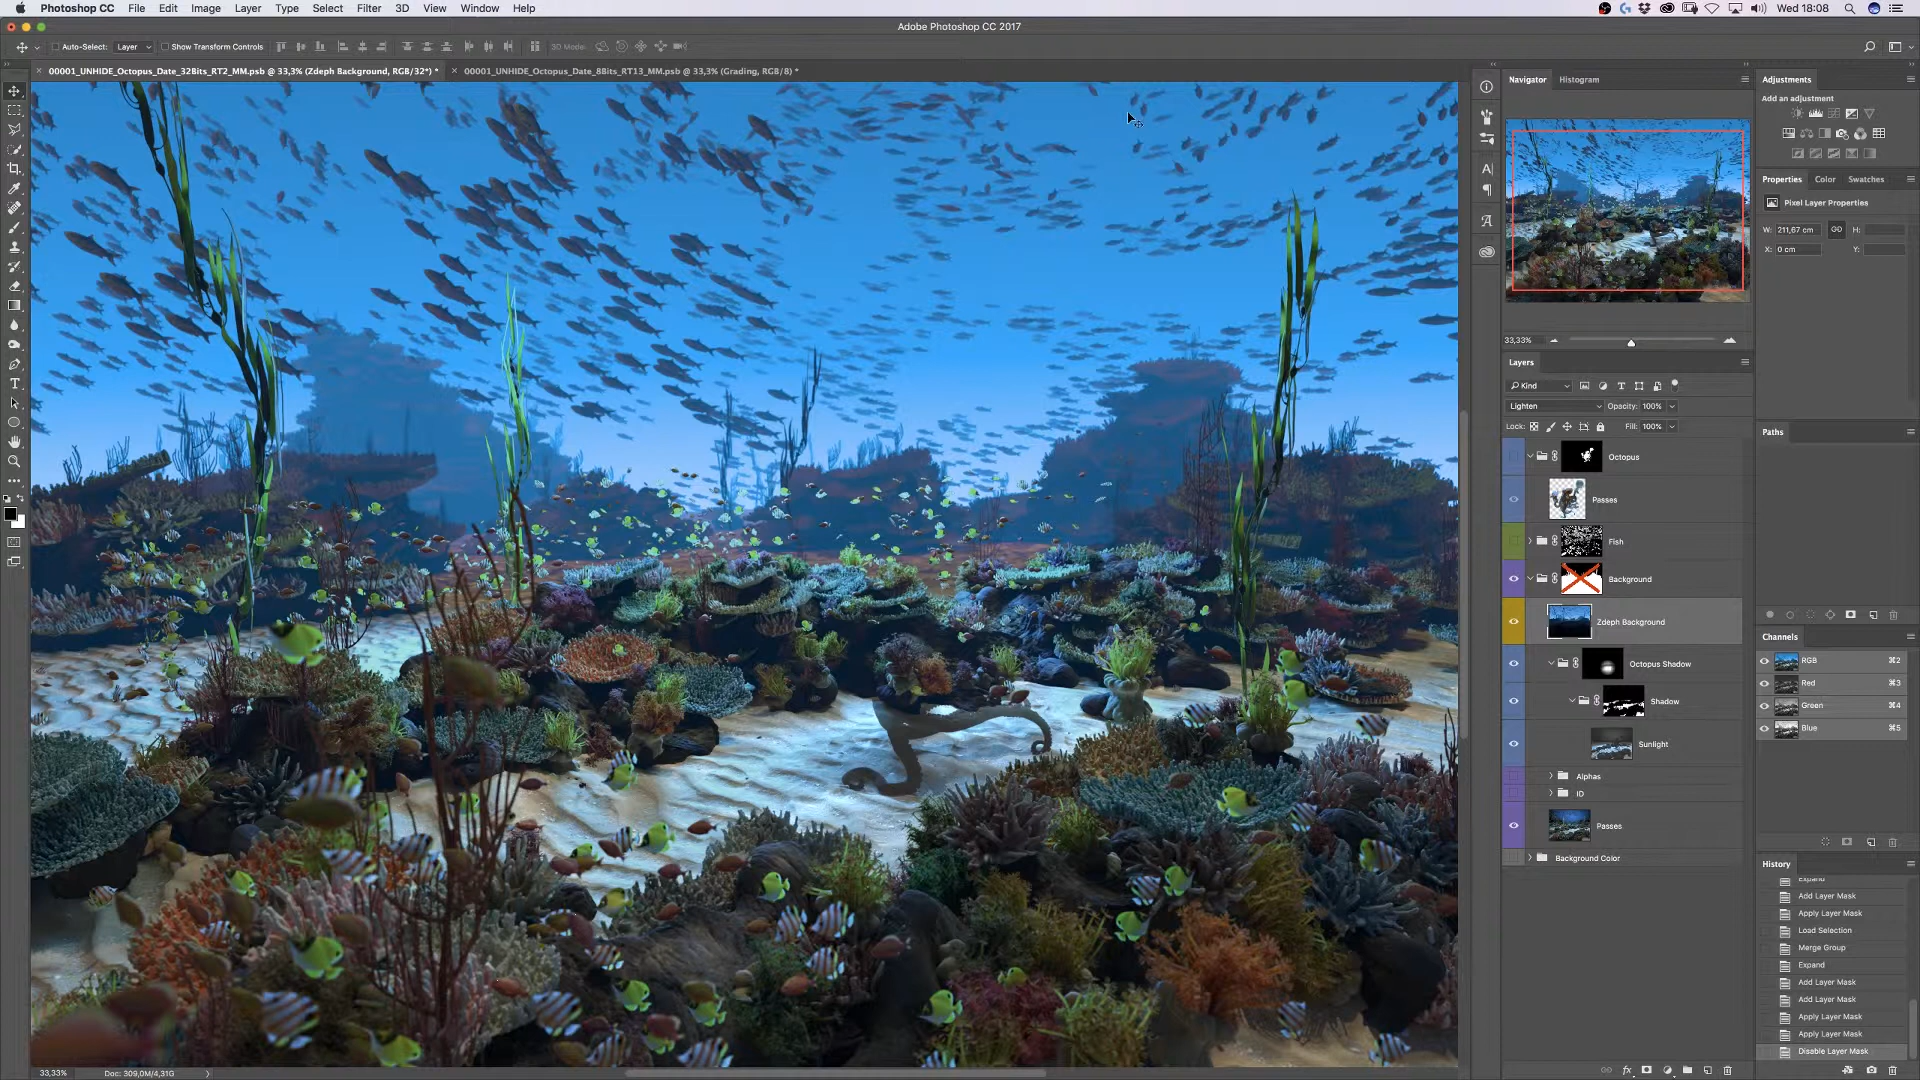 Photoshop CC File Edit Image Layer Type Select Filter 3D View Window Help
Wed 18:08
Adobe Photoshop CC 2017
Auto-Select: Layer Show Transform Controls
3D Mode:
00001_UNHIDE_Octopus_Date_32Bits_RT2_MM.psb @ 33,3% (Zdeph Background, RGB/32*) *
00001_UNHIDE_Octopus_Date_8Bits_RT13_MM.psb @ 33,3% (Grading, RGB/8) *
Navigator Histogram
33,33%
Layers
Kind
Lighten Opacity: 100%
Lock: Fill: 100%
Octopus
Passes
Fish
Background
Zdeph Background
Octopus Shadow
Shadow
Sunlight
Alphas
ID
Passes
Background Color
Adjustments
Add an adjustment
Properties Color Swatches
Pixel Layer Properties
W: 211,67 cm H:
X: 0 cm Y:
Paths
Channels
RGB ⌘2
Red ⌘3
Green ⌘4
Blue ⌘5
History
Expand
Add Layer Mask
Apply Layer Mask
Load Selection
Merge Group
Expand
Add Layer Mask
Add Layer Mask
Apply Layer Mask
Apply Layer Mask
Disable Layer Mask
33,33% Doc: 309,0M/4,31G